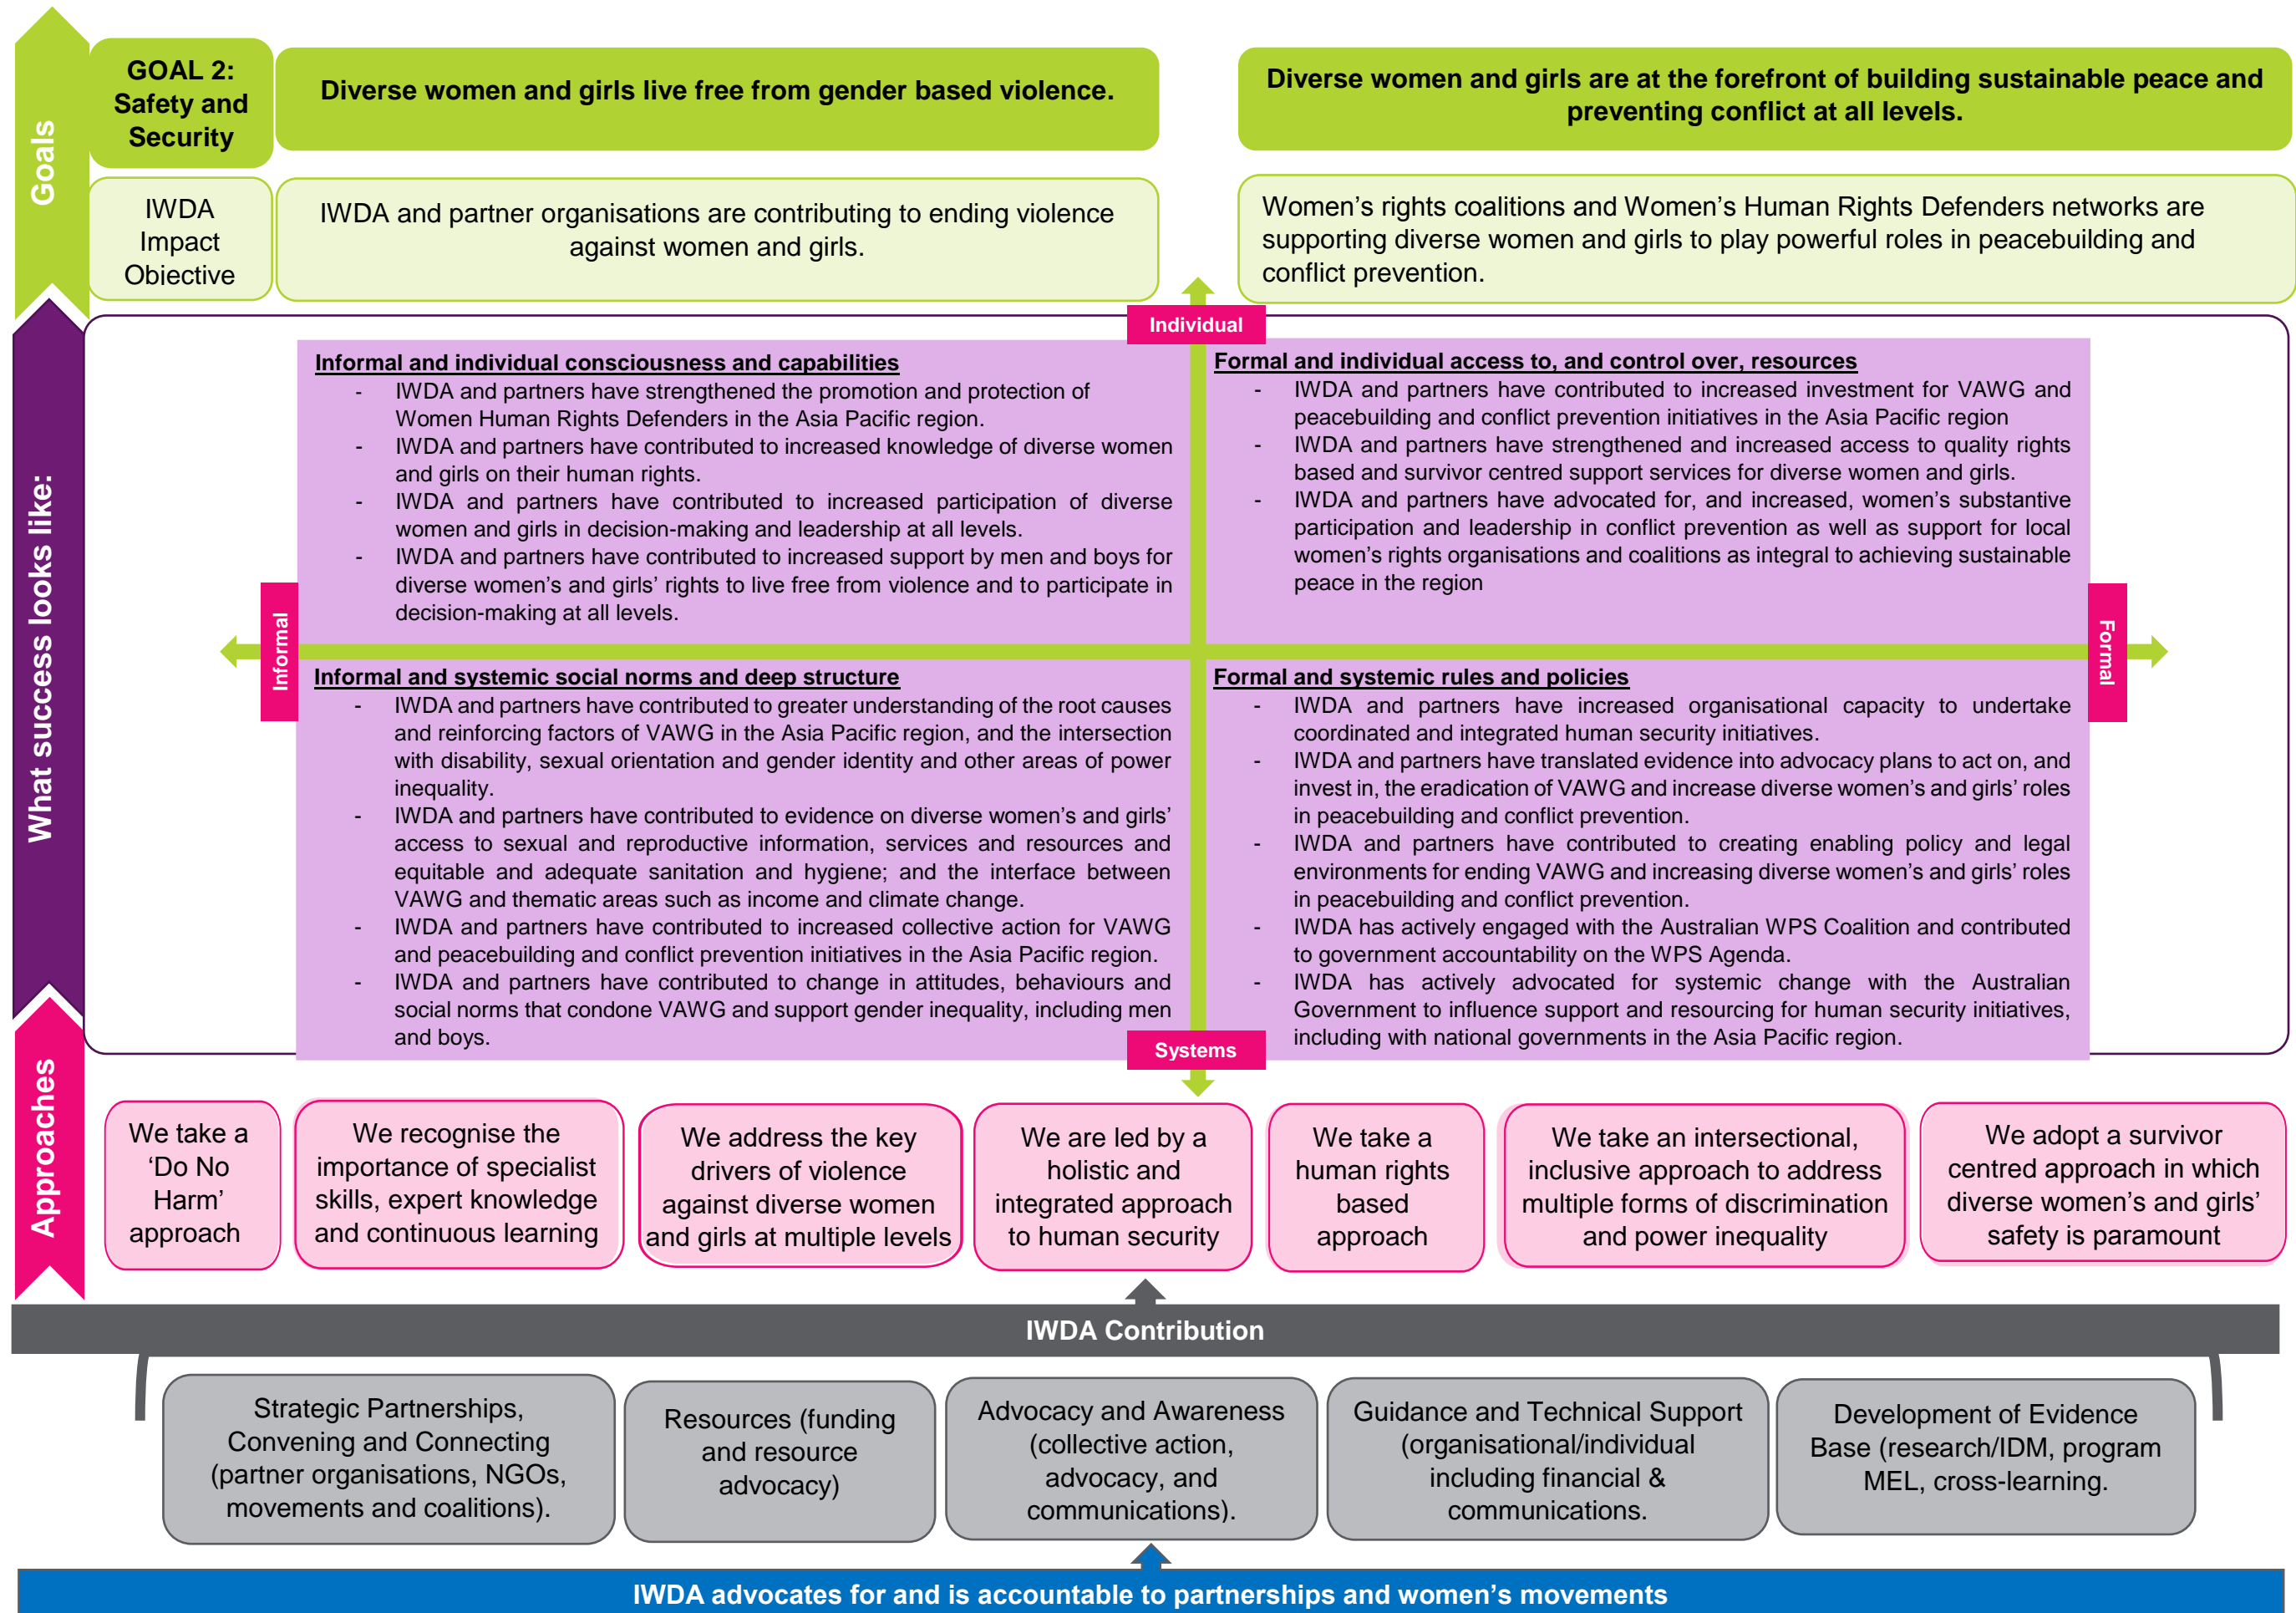 Goals
GOAL 2:
Safety and
Security
Diverse women and girls live free from gender based violence.
Diverse women and girls are at the forefront of building sustainable peace and
preventing conflict at all levels.
IWDA
Impact
Objective
IWDA and partner organisations are contributing to ending violence
against women and girls.
Women’s rights coalitions and Women’s Human Rights Defenders networks are
supporting diverse women and girls to play powerful roles in peacebuilding and
conflict prevention.
What success looks like:
Individual
Informal
Formal
Informal and individual consciousness and capabilities
- IWDA and partners have strengthened the promotion and protection of
Women Human Rights Defenders in the Asia Pacific region.
- IWDA and partners have contributed to increased knowledge of diverse women
and girls on their human rights.
- IWDA and partners have contributed to increased participation of diverse
women and girls in decision-making and leadership at all levels.
- IWDA and partners have contributed to increased support by men and boys for
diverse women’s and girls’ rights to live free from violence and to participate in
decision-making at all levels.
Formal and individual access to, and control over, resources
- IWDA and partners have contributed to increased investment for VAWG and
peacebuilding and conflict prevention initiatives in the Asia Pacific region
- IWDA and partners have strengthened and increased access to quality rights
based and survivor centred support services for diverse women and girls.
- IWDA and partners have advocated for, and increased, women’s substantive
participation and leadership in conflict prevention as well as support for local
women’s rights organisations and coalitions as integral to achieving sustainable
peace in the region
Informal and systemic social norms and deep structure
- IWDA and partners have contributed to greater understanding of the root causes
and reinforcing factors of VAWG in the Asia Pacific region, and the intersection
with disability, sexual orientation and gender identity and other areas of power
inequality.
- IWDA and partners have contributed to evidence on diverse women’s and girls’
access to sexual and reproductive information, services and resources and
equitable and adequate sanitation and hygiene; and the interface between
VAWG and thematic areas such as income and climate change.
- IWDA and partners have contributed to increased collective action for VAWG
and peacebuilding and conflict prevention initiatives in the Asia Pacific region.
- IWDA and partners have contributed to change in attitudes, behaviours and
social norms that condone VAWG and support gender inequality, including men
and boys.
Formal and systemic rules and policies
- IWDA and partners have increased organisational capacity to undertake
coordinated and integrated human security initiatives.
- IWDA and partners have translated evidence into advocacy plans to act on, and
invest in, the eradication of VAWG and increase diverse women’s and girls’ roles
in peacebuilding and conflict prevention.
- IWDA and partners have contributed to creating enabling policy and legal
environments for ending VAWG and increasing diverse women’s and girls’ roles
in peacebuilding and conflict prevention.
- IWDA has actively engaged with the Australian WPS Coalition and contributed
to government accountability on the WPS Agenda.
- IWDA has actively advocated for systemic change with the Australian
Government to influence support and resourcing for human security initiatives,
including with national governments in the Asia Pacific region.
Systems
Approaches
We take a
‘Do No
Harm’
approach
We recognise the
importance of specialist
skills, expert knowledge
and continuous learning
We address the key
drivers of violence
against diverse women
and girls at multiple levels
We are led by a
holistic and
integrated approach
to human security
We take a
human rights
based
approach
We take an intersectional,
inclusive approach to address
multiple forms of discrimination
and power inequality
We adopt a survivor
centred approach in which
diverse women’s and girls’
safety is paramount
IWDA Contribution
Strategic Partnerships,
Convening and Connecting
(partner organisations, NGOs,
movements and coalitions).
Resources (funding
and resource
advocacy)
Advocacy and Awareness
(collective action,
advocacy, and
communications).
Guidance and Technical Support
(organisational/individual
including financial &
communications.
Development of Evidence
Base (research/IDM, program
MEL, cross-learning.
IWDA advocates for and is accountable to partnerships and women’s movements